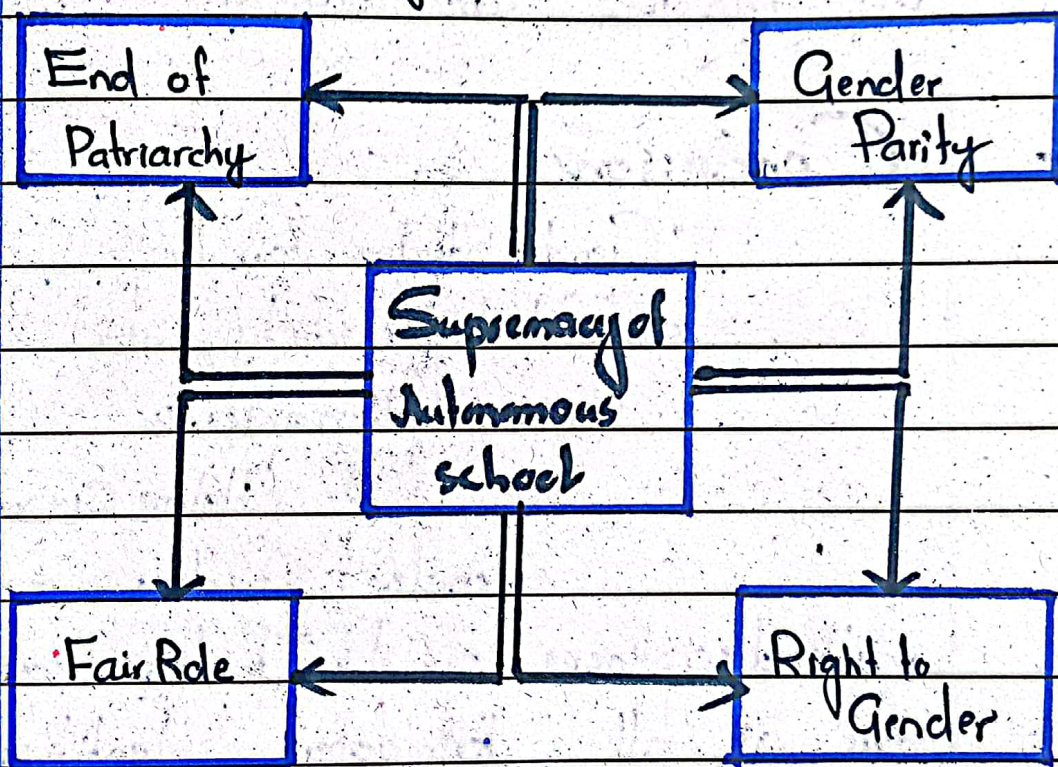 End of
Patriarchy
Gender
Parity
Supremacy of
Autonomous
school
Fair Role
Right to
Gender